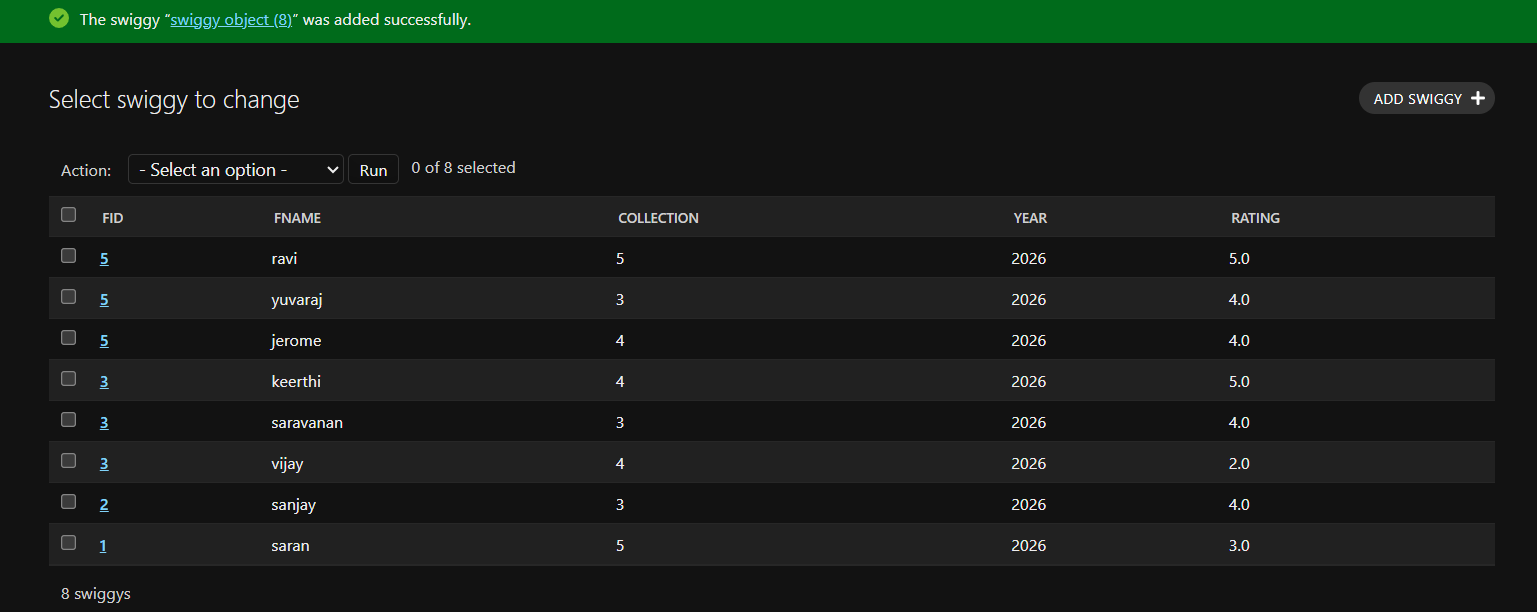 The swiggy “swiggy object (8)” was added successfully.
Select swiggy to change
ADD SWIGGY
Action: - Select an option - Run 0 of 8 selected
FID FNAME COLLECTION YEAR RATING
5 ravi 5 2026 5.0
5 yuvaraj 3 2026 4.0
5 jerome 4 2026 4.0
3 keerthi 4 2026 5.0
3 saravanan 3 2026 4.0
3 vijay 4 2026 2.0
2 sanjay 3 2026 4.0
1 saran 5 2026 3.0
8 swiggys